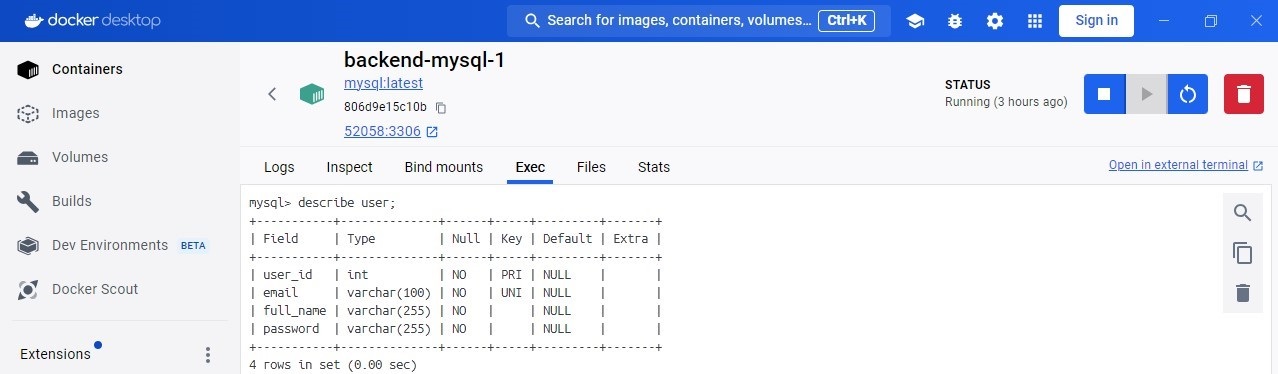 docker desktop
Search for images, containers, volumes... Ctrl+K
Sign in
Containers
Images
Volumes
Builds
Dev Environments BETA
Docker Scout
Extensions
backend-mysql-1
mysql:latest
806d9e15c10b
52058:3306
STATUS
Running (3 hours ago)
Logs Inspect Bind mounts Exec Files Stats
Open in external terminal
mysql> describe user;
+-----------+--------------+------+-----+---------+-------+
| Field     | Type         | Null | Key | Default | Extra |
+-----------+--------------+------+-----+---------+-------+
| user_id   | int          | NO   | PRI | NULL    |       |
| email     | varchar(100) | NO   | UNI | NULL    |       |
| full_name | varchar(255) | NO   |     | NULL    |       |
| password  | varchar(255) | NO   |     | NULL    |       |
+-----------+--------------+------+-----+---------+-------+
4 rows in set (0.00 sec)